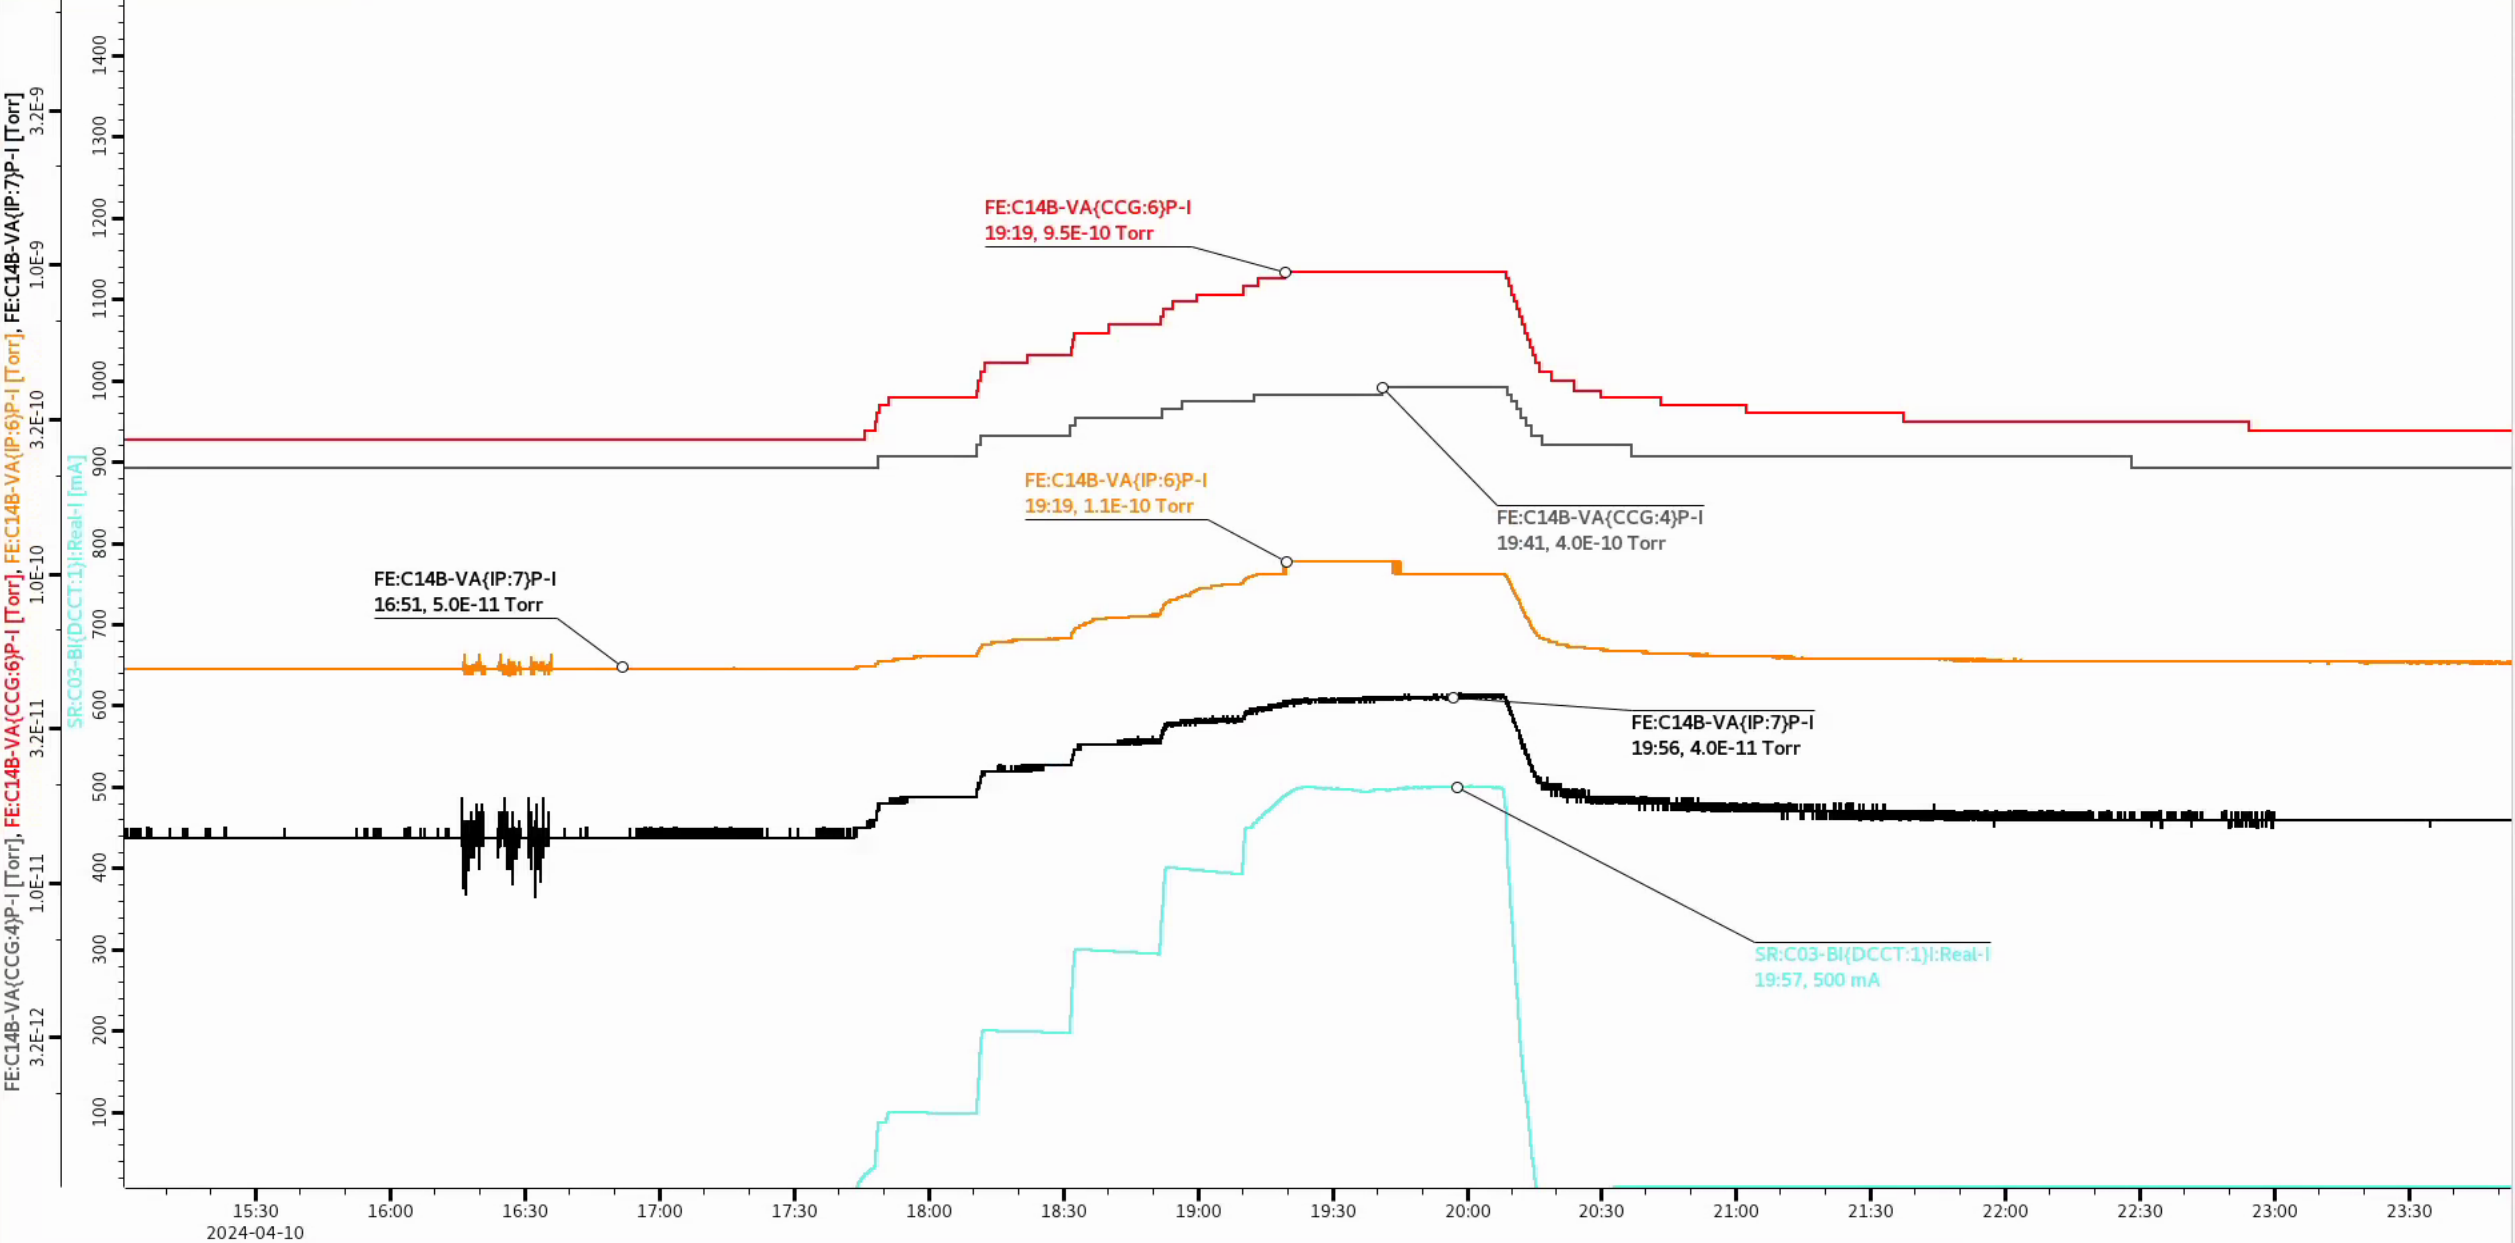 FE:C14B-VA{CCG:4}P-I [Torr], FE:C14B-VA{CCG:6}P-I [Torr], FE:C14B-VA{IP:6}P-I [Torr], FE:C14B-VA{IP:7}P-I [Torr]
3.2E-9
1.0E-9
3.2E-10
1.0E-10
3.2E-11
1.0E-11
3.2E-12
SR:C03-BI{DCCT:1}I:Real-I [mA]
1400
1300
1200
1100
1000
900
800
700
600
500
400
300
200
100
FE:C14B-VA{CCG:6}P-I
19:19, 9.5E-10 Torr
FE:C14B-VA{IP:6}P-I
19:19, 1.1E-10 Torr
FE:C14B-VA{CCG:4}P-I
19:41, 4.0E-10 Torr
FE:C14B-VA{IP:7}P-I
16:51, 5.0E-11 Torr
FE:C14B-VA{IP:7}P-I
19:56, 4.0E-11 Torr
SR:C03-BI{DCCT:1}I:Real-I
19:57, 500 mA
15:30 16:00 16:30 17:00 17:30 18:00 18:30 19:00 19:30 20:00 20:30 21:00 21:30 22:00 22:30 23:00 23:30
2024-04-10